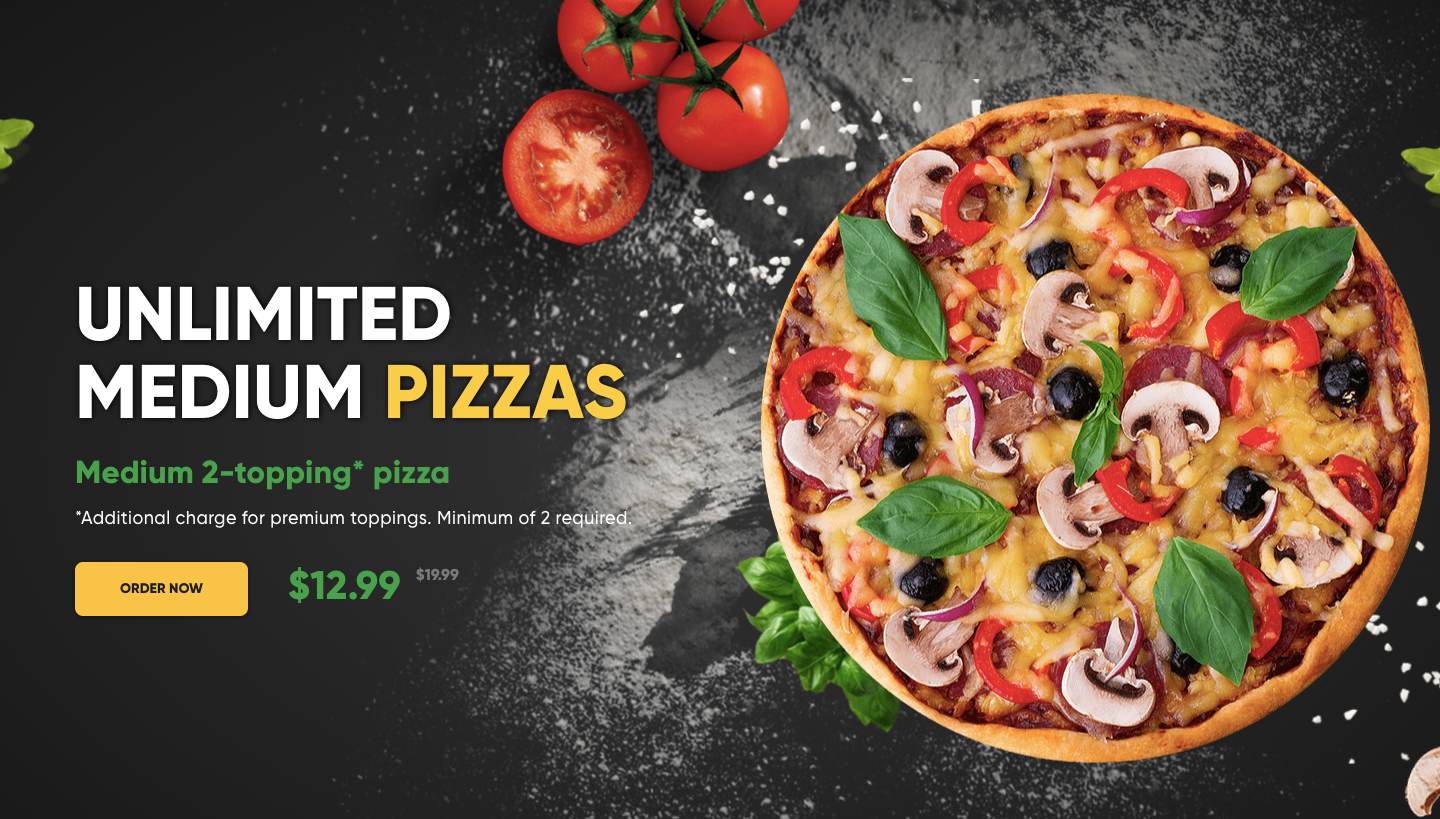 UNLIMITED
MEDIUM PIZZAS
Medium 2-topping* pizza
*Additional charge for premium toppings. Minimum of 2 required.
ORDER NOW $12.99 $19.99